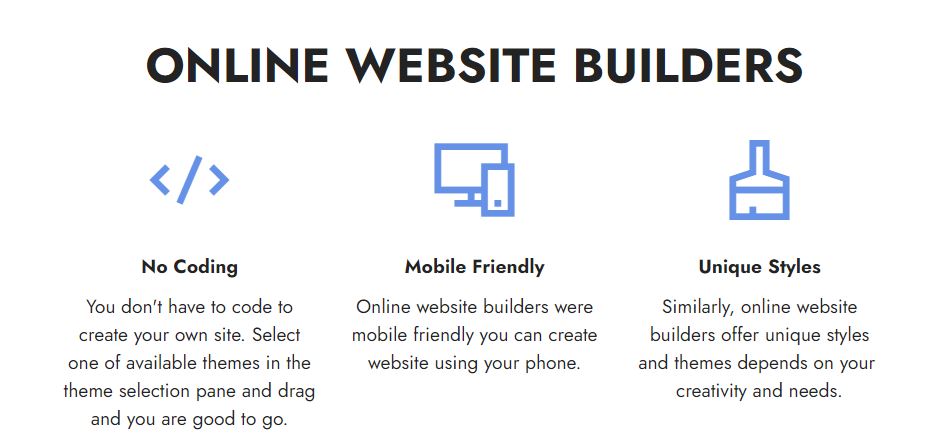 ONLINE WEBSITE BUILDERS
No Coding
You don't have to code to
create your own site. Select
one of available themes in the
theme selection pane and drag
and you are good to go.
Mobile Friendly
Online website builders were
mobile friendly you can create
website using your phone.
Unique Styles
Similarly, online website
builders offer unique styles
and themes depends on your
creativity and needs.